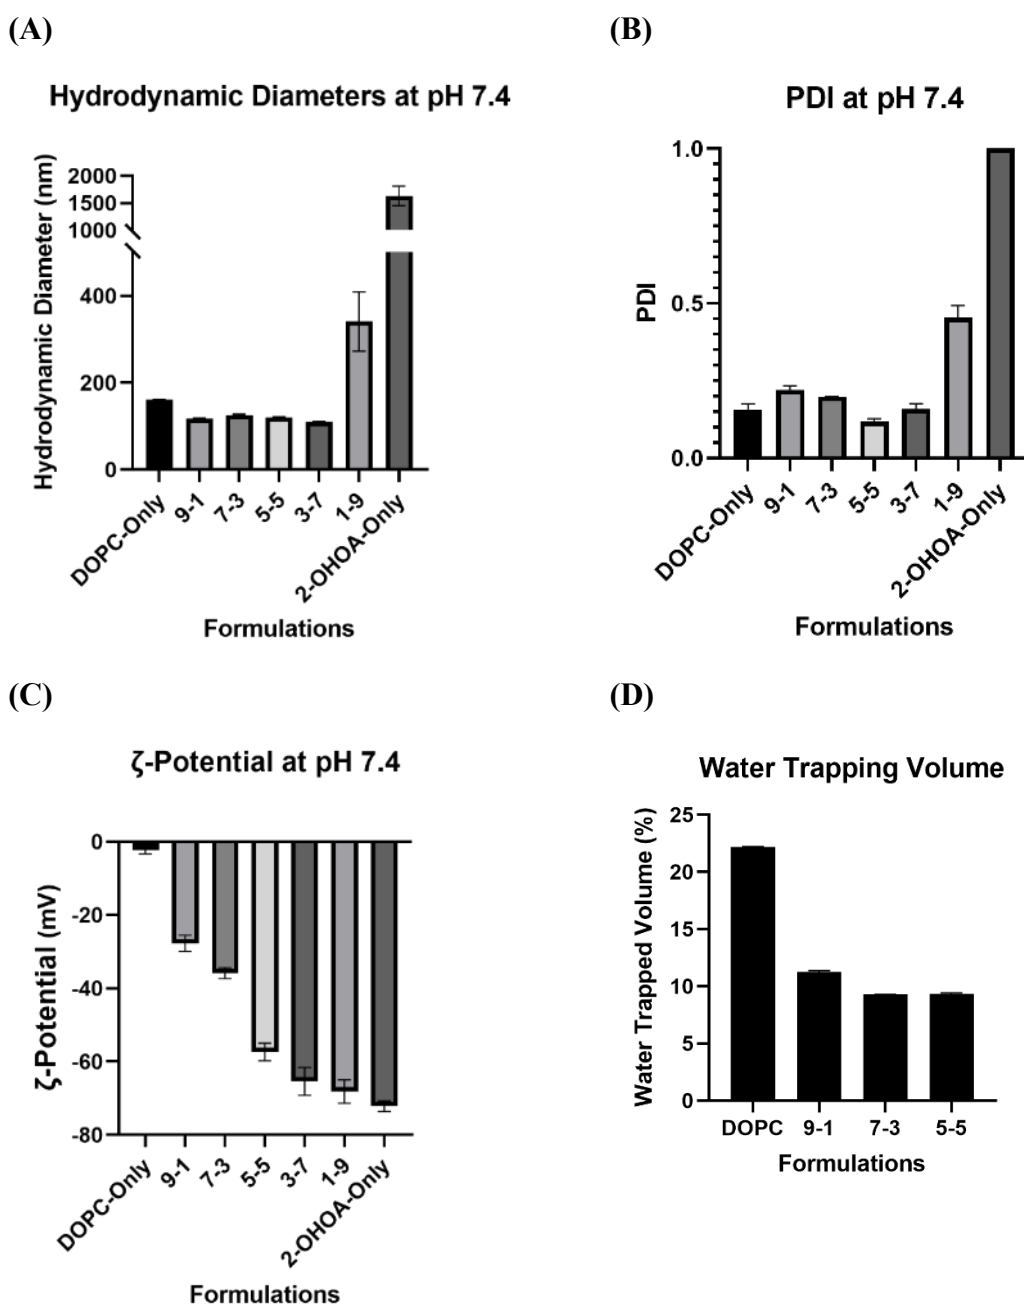 (A)
Hydrodynamic Diameters at pH 7.4
Hydrodynamic Diameter (nm)
2000
1500
1000
400
200
0
DOPC-Only
9-1
7-3
5-5
3-7
1-9
2-OHOA-Only
Formulations
(B)
PDI at pH 7.4
PDI
1.0
0.5
0.0
DOPC-Only
9-1
7-3
5-5
3-7
1-9
2-OHOA-Only
Formulations
(C)
ζ-Potential at pH 7.4
ζ-Potential (mV)
0
-20
-40
-60
-80
DOPC-Only
9-1
7-3
5-5
3-7
1-9
2-OHOA-Only
Formulations
(D)
Water Trapping Volume
Water Trapped Volume (%)
25
20
15
10
5
0
DOPC
9-1
7-3
5-5
Formulations